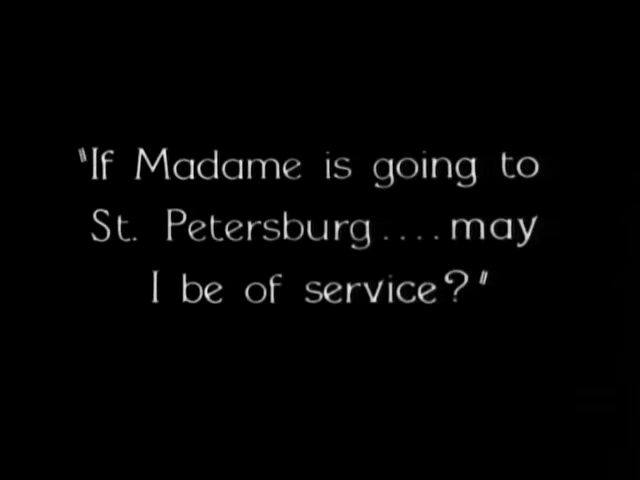 "If Madame is going to
St. Petersburg....may
I be of service?"